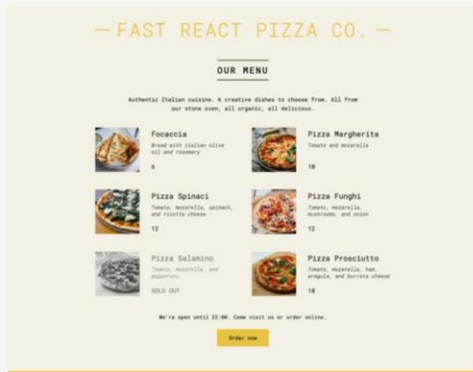 — FAST REACT PIZZA CO. —
OUR MENU
Authentic Italian cuisine. 6 creative dishes to choose from. All from
our stone oven, all organic, all delicious.
Focaccia
Bread with italian olive
oil and rosemary
6
Pizza Margherita
Tomato and mozarella
10
Pizza Spinaci
Tomato, mozarella, spinach,
and ricotta cheese
12
Pizza Funghi
Tomato, mozarella,
mushrooms, and onion
12
Pizza Salamino
Tomato, mozarella, and
pepperoni
SOLD OUT
Pizza Prosciutto
Tomato, mozarella, ham,
aragula, and burrata cheese
18
We're open until 22:00. Come visit us or order online.
Order now